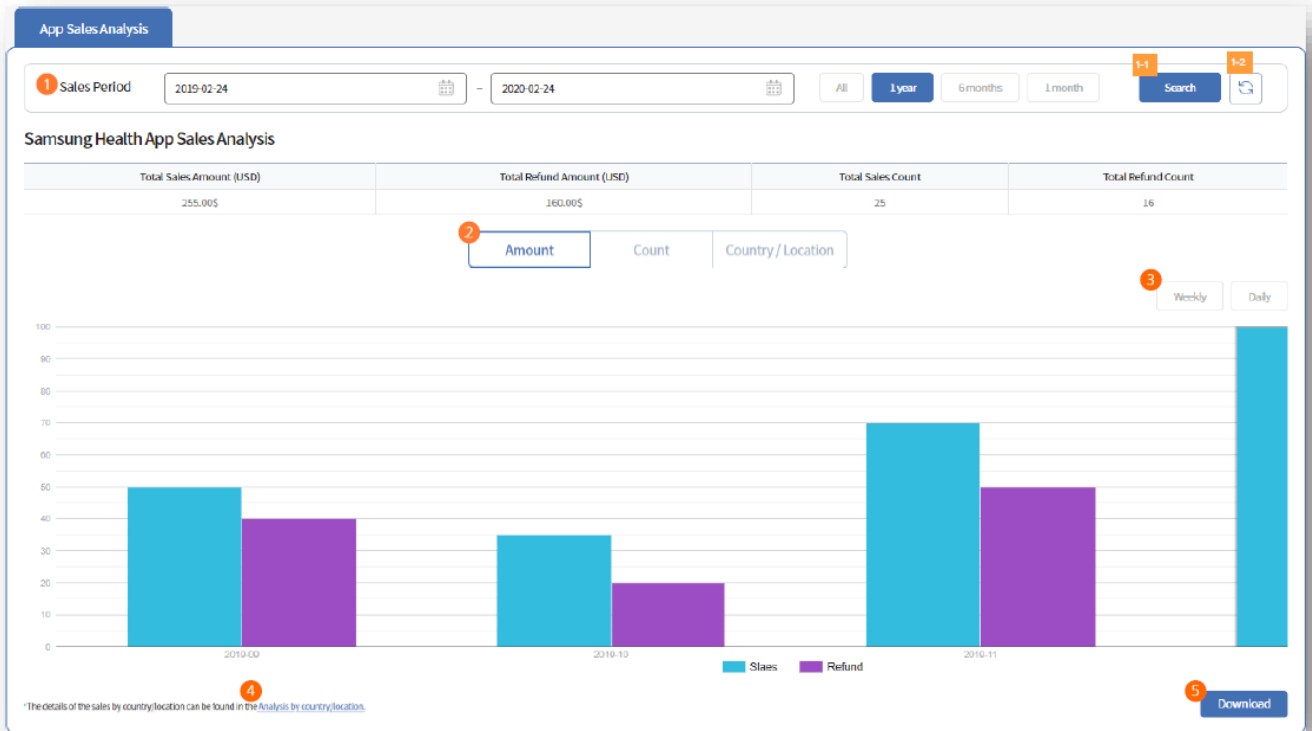 App Sales Analysis
1-1 1-2
1 Sales Period 2019-02-24 – 2020-02-24 All 1 year 6 months 1 month Search
Samsung Health App Sales Analysis
Total Sales Amount (USD) Total Refund Amount (USD) Total Sales Count Total Refund Count
255.00$ 160.00$ 25 16
2 Amount Count Country / Location
3 Weekly Daily
100
90
80
70
60
50
40
30
20
10
0
2019-09 2019-10 2019-11
Slaes Refund
4 5
*The details of the sales by country/location can be found in the Analysis by country/location. Download